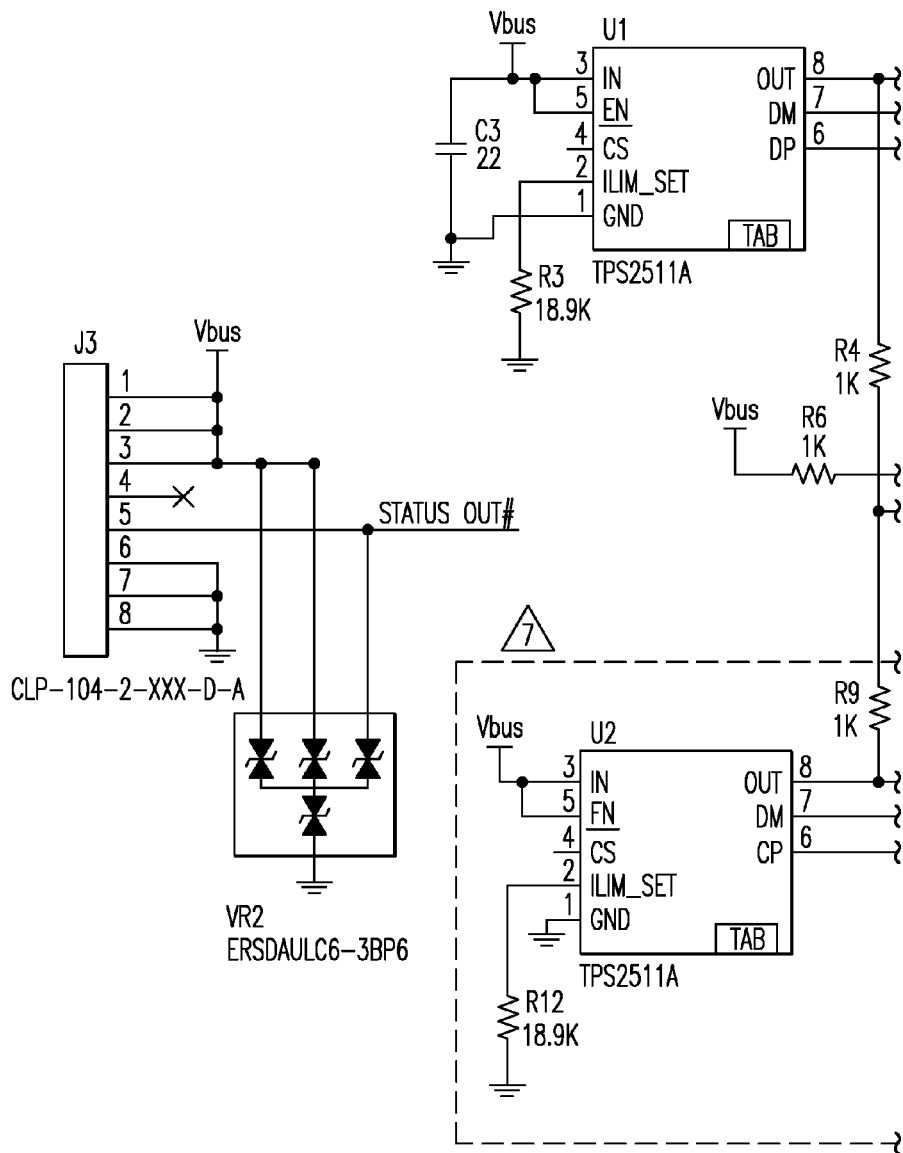 Vbus
U1
3 IN
5 EN
4 CS
2 ILIM_SET
1 GND
OUT 8
DM 7
DP 6
TAB
TPS2511A
C3
22
R3
18.9K
J3
Vbus
1
2
3
4
5
6
7
8
STATUS OUT#
CLP-104-2-XXX-D-A
R4
1K
Vbus
R6
1K
7
R9
1K
VR2
ERSDAULC6-3BP6
Vbus
U2
3 IN
5 FN
4 CS
2 ILIM_SET
1 GND
OUT 8
DM 7
CP 6
TAB
TPS2511A
R12
18.9K